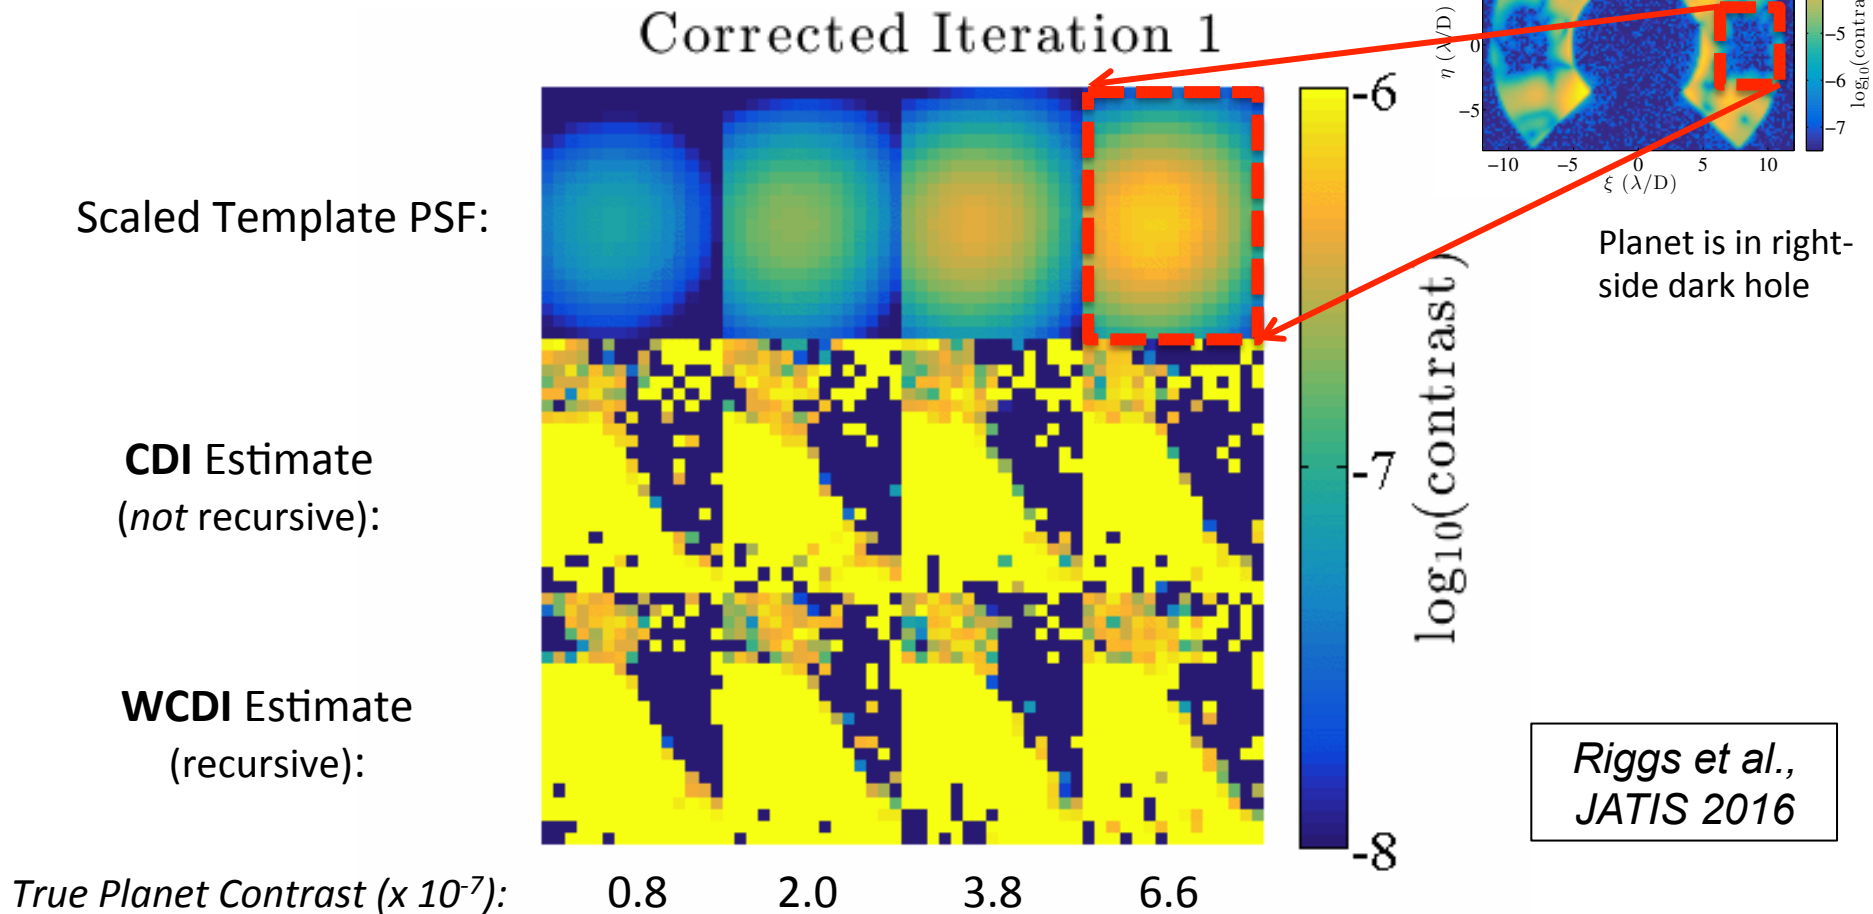 Corrected Iteration 1
η (λ/D)
0
−5
−10
−5
0
5
10
ξ (λ/D)
−5
−6
−7
log10(contra
Planet is in right-
side dark hole
Scaled Template PSF:
CDI Estimate
(not recursive):
WCDI Estimate
(recursive):
-6
-7
-8
log10(contrast)
Riggs et al.,
JATIS 2016
True Planet Contrast (x 10-7): 0.8 2.0 3.8 6.6